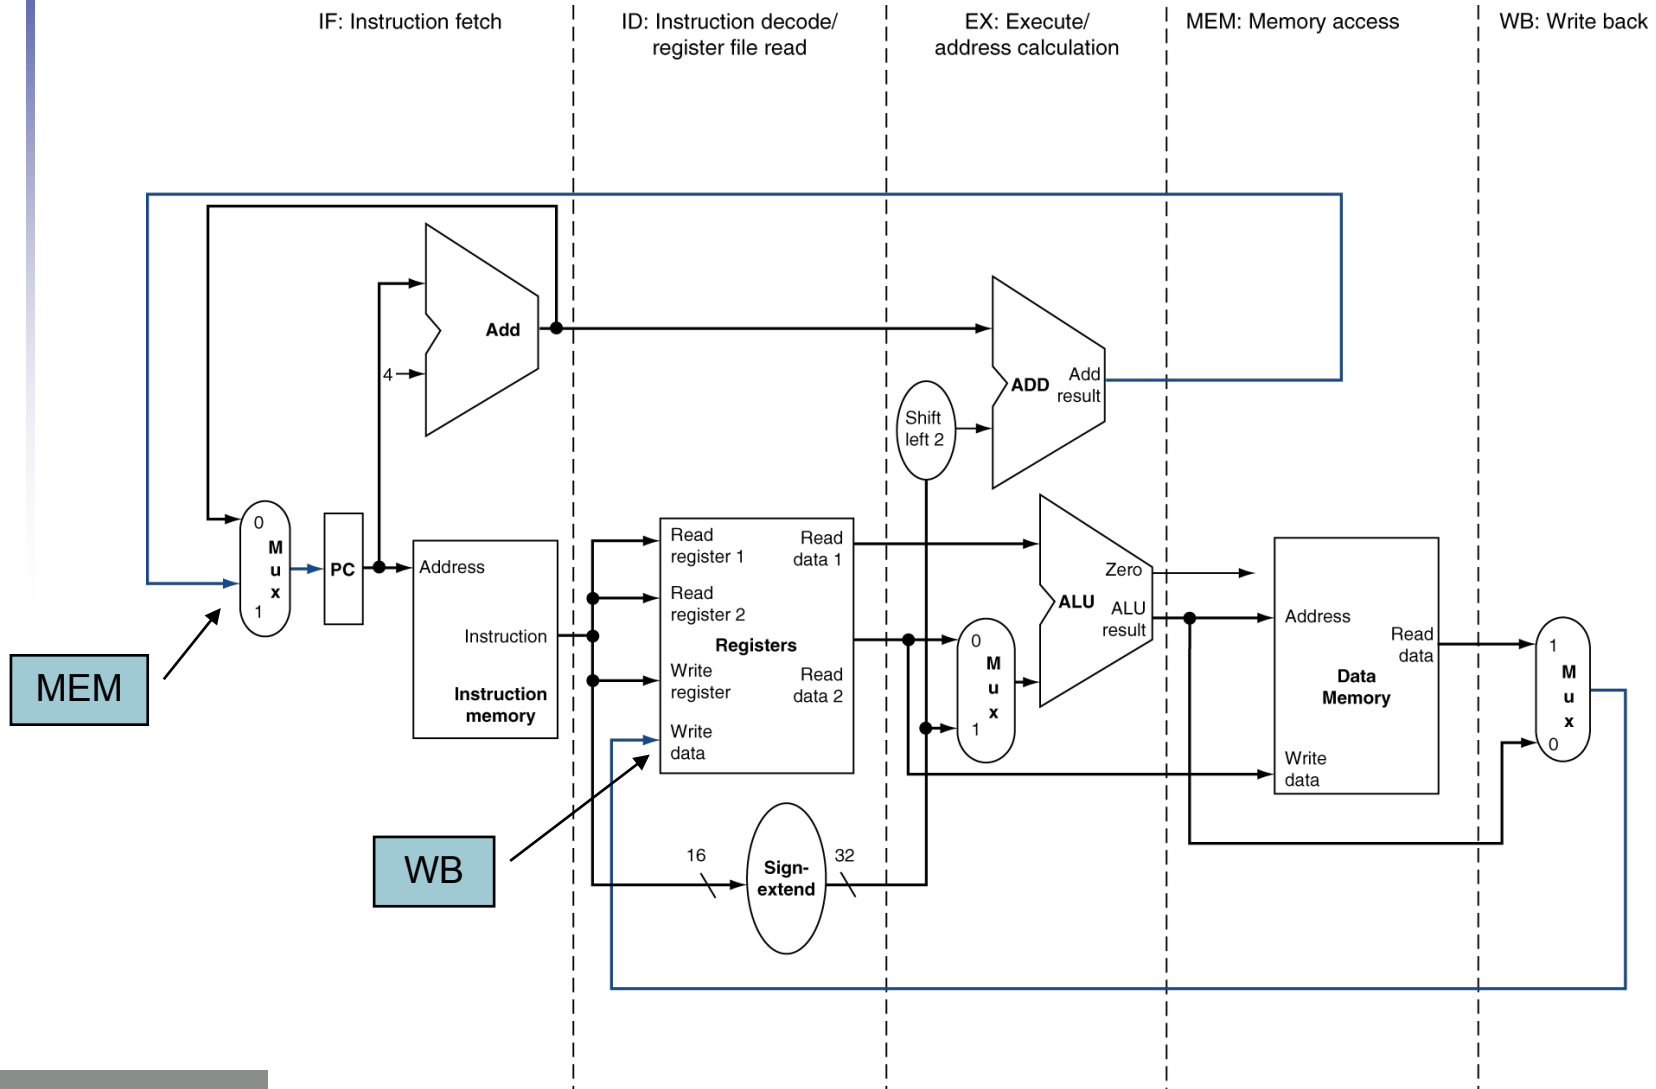 IF: Instruction fetch
ID: Instruction decode/
register file read
EX: Execute/
address calculation
MEM: Memory access
WB: Write back
Add
4
ADD
Add
result
Shift
left 2
0
M
u
x
1
PC
Address
Instruction
Instruction
memory
Read
register 1
Read
register 2
Write
register
Write
data
Registers
Read
data 1
Read
data 2
0
M
u
x
1
Zero
ALU
ALU
result
Address
Read
data
Data
Memory
Write
data
1
M
u
x
0
MEM
WB
16
Sign-
extend
32